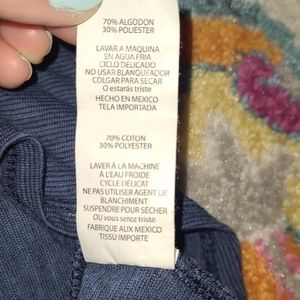 70% ALGODON
30% POLIESTER
LAVAR A MAQUINA
EN AGUA FRIA
CICLO DELICADO
NO USAR BLANQUEADOR
COLGAR PARA SECAR
O estarás triste
HECHO EN MEXICO
TELA IMPORTADA
70% COTON
30% POLYESTER
LAVER À LA MACHINE
À L'EAU FROIDE
CYCLE DÉLICAT
NE PAS UTILISER AGENT DE
BLANCHIMENT
SUSPENDRE POUR SÉCHER
OU vous serez triste
FABRIQUE AUX MEXICO
TISSU IMPORTE